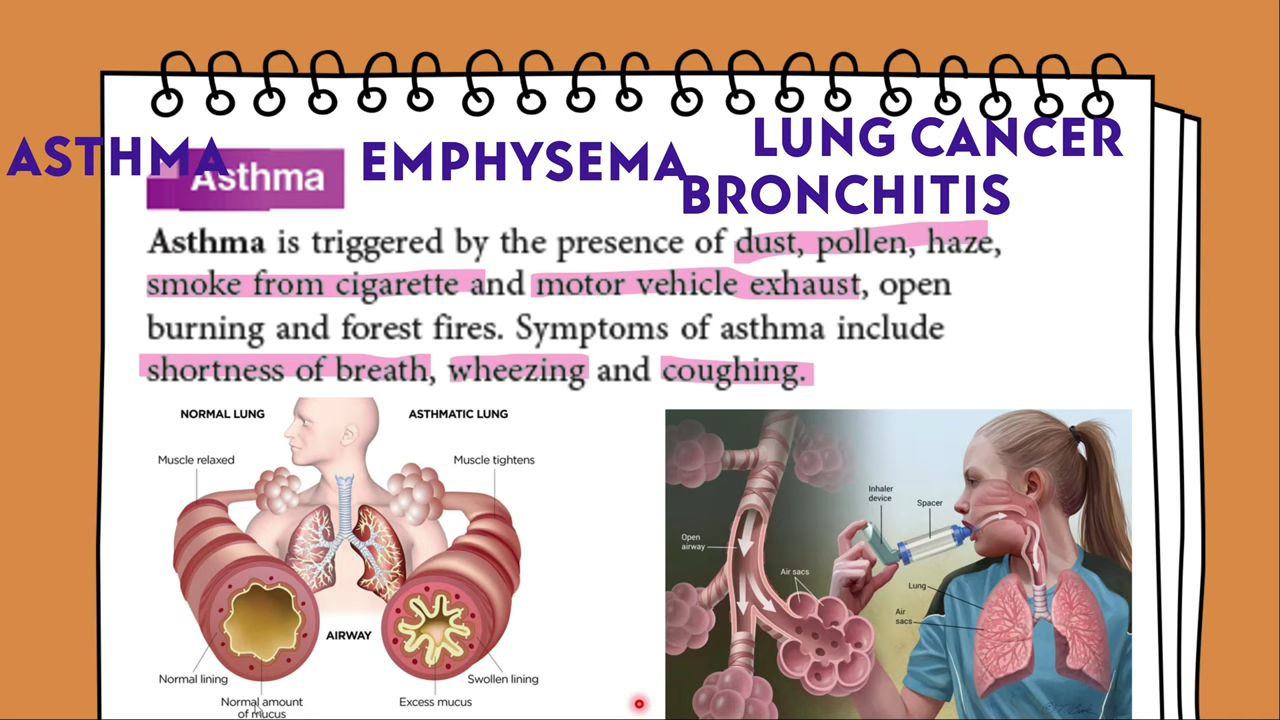 ASTHMA
EMPHYSEMA
LUNG CANCER
BRONCHITIS
Asthma
Asthma is triggered by the presence of dust, pollen, haze,
smoke from cigarette and motor vehicle exhaust, open
burning and forest fires. Symptoms of asthma include
shortness of breath, wheezing and coughing.
NORMAL LUNG
ASTHMATIC LUNG
Muscle relaxed
Muscle tightens
AIRWAY
Normal lining
Swollen lining
Normal amount
of mucus
Excess mucus
Inhaler
device
Spacer
Open
airway
Air sacs
Lung
Air
sacs